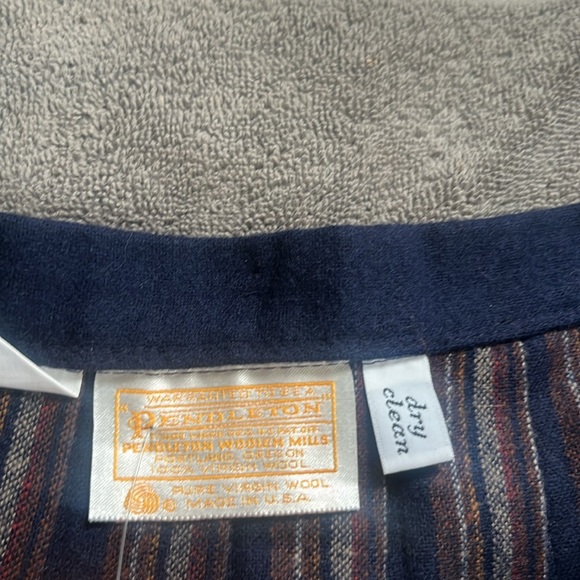 WARRANTED TO BE A
"PENDLETON"
PENDLETON WOOLEN MILLS
PORTLAND, OREGON
100% VIRGIN WOOL
PURE VIRGIN WOOL
MADE IN U.S.A.
dry
clean